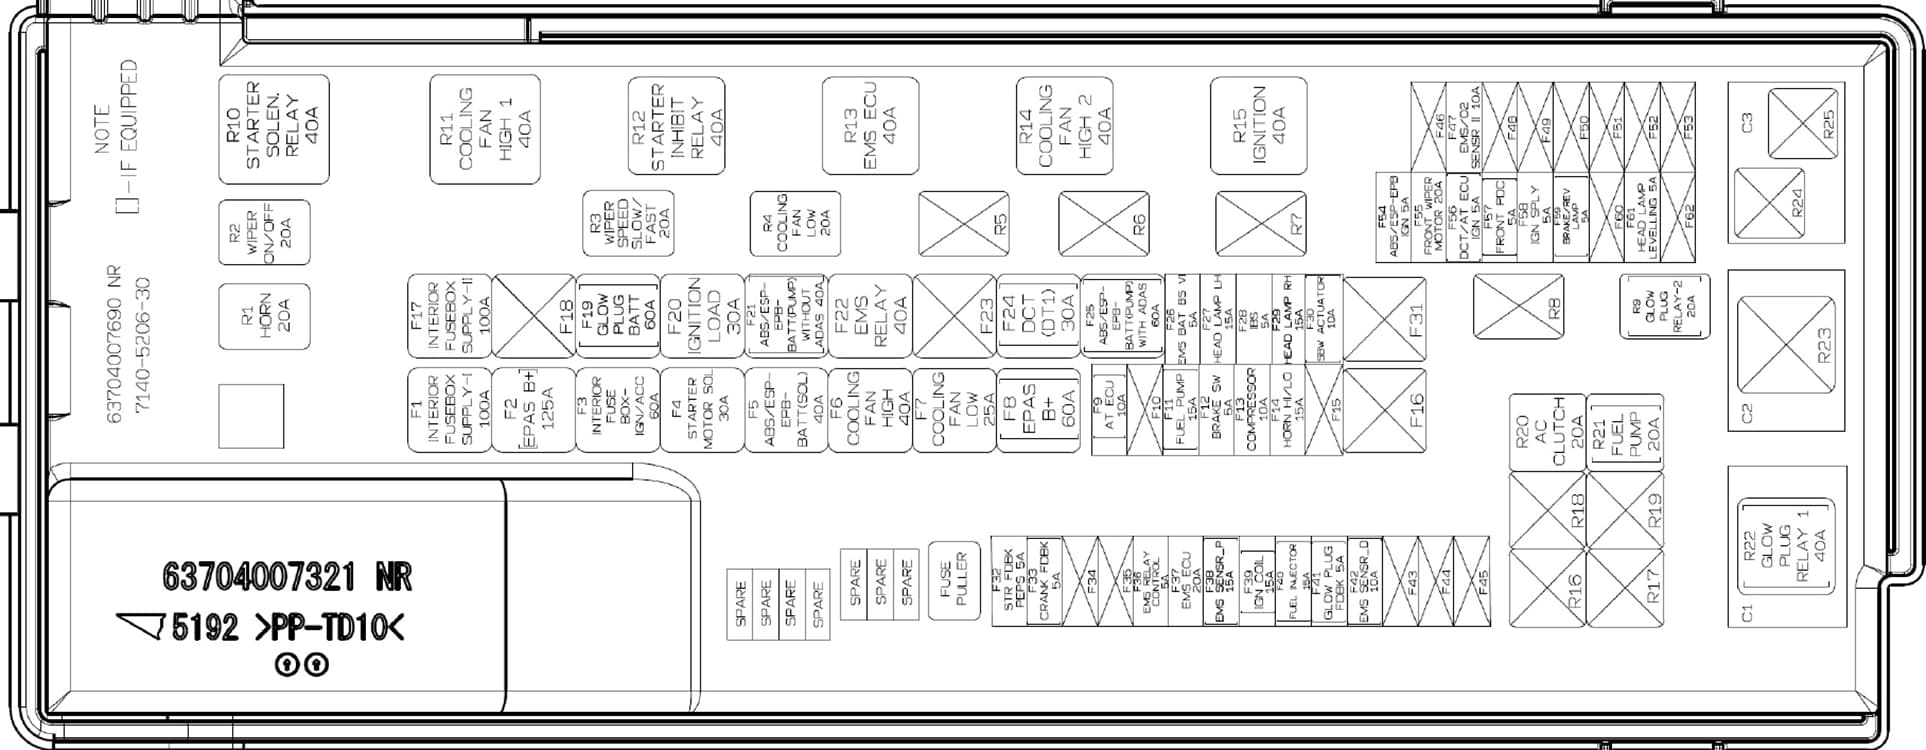 NOTE
[]-IF EQUIPPED
63704007690 NR
7140-5206-30
R10
STARTER
SOLEN.
RELAY
40A
R11
COOLING
FAN
HIGH 1
40A
R12
STARTER
INHIBIT
RELAY
40A
R13
EMS ECU
40A
R14
COOLING
FAN
HIGH 2
40A
R15
IGNITION
40A
R2
WIPER
ON/OFF
20A
R3
WIPER
SPEED
SLOW/
FAST
20A
R4
COOLING
FAN
LOW
20A
R5
R6
R7
R1
HORN
20A
F46
F47
EMS/O2
SENSR II 10A
F48
F49
F50
F51
F52
F53
F54
ABS/ESP-EPB
IGN 5A
F55
FRONT WIPER
MOTOR 20A
F56
DCT/AT ECU
IGN 5A
F57
FRONT PDC
5A
F58
IGN SPLY
5A
F59
BRAKE/REV
LAMP
5A
F60
F61
HEAD LAMP
LEVELLING 5A
F62
C3
R25
R24
F17
INTERIOR
FUSEBOX
SUPPLY-II
100A
F18
F19
GLOW
PLUG
BATT
60A
F20
IGNITION
LOAD
30A
F21
ABS/ESP-
EPB-
BATT(PUMP)
WITHOUT
ADAS 40A
F22
EMS
RELAY
40A
F23
F24
DCT
(DT1)
30A
F25
ABS/ESP-
EPB-
BATT(PUMP)
WITH ADAS
60A
F26
EMS BAT BS VI
5A
F27
HEAD LAMP LH
15A
F28
IBS
5A
F29
HEAD LAMP RH
15A
F30
SBW ACTUATOR
10A
F31
R8
R9
GLOW
PLUG
RELAY-2
20A
R23
C2
F1
INTERIOR
FUSEBOX
SUPPLY-I
100A
F2
[EPAS B+]
125A
F3
INTERIOR
FUSE
BOX-
IGN/ACC
60A
F4
STARTER
MOTOR SOL
30A
F5
ABS/ESP-
EPB-
BATT(SOL)
40A
F6
COOLING
FAN
HIGH
40A
F7
COOLING
FAN
LOW
25A
F8
EPAS
B+
60A
F9
AT ECU
10A
F10
F11
FUEL PUMP
15A
F12
BRAKE SW
5A
F13
COMPRESSOR
10A
F14
HORN HI/LO
15A
F15
F16
R20
AC
CLUTCH
20A
R21
FUEL
PUMP
20A
R18
R19
R16
R17
R22
GLOW
PLUG
RELAY 1
40A
C1
63704007321 NR
5192 >PP-TD10<
SPARE
SPARE
SPARE
SPARE
SPARE
SPARE
SPARE
FUSE
PULLER
F32
STR FDBK
PEPS 5A
F33
CRANK FDBK
5A
F34
F35
F36
EMS RELAY
CONTROL
5A
F37
EMS ECU
20A
F38
EMS SENSR_P
15A
F39
IGN COIL
15A
F40
FUEL INJECTOR
15A
F41
GLOW PLUG
FDBK 5A
F42
EMS SENSR_D
10A
F43
F44
F45